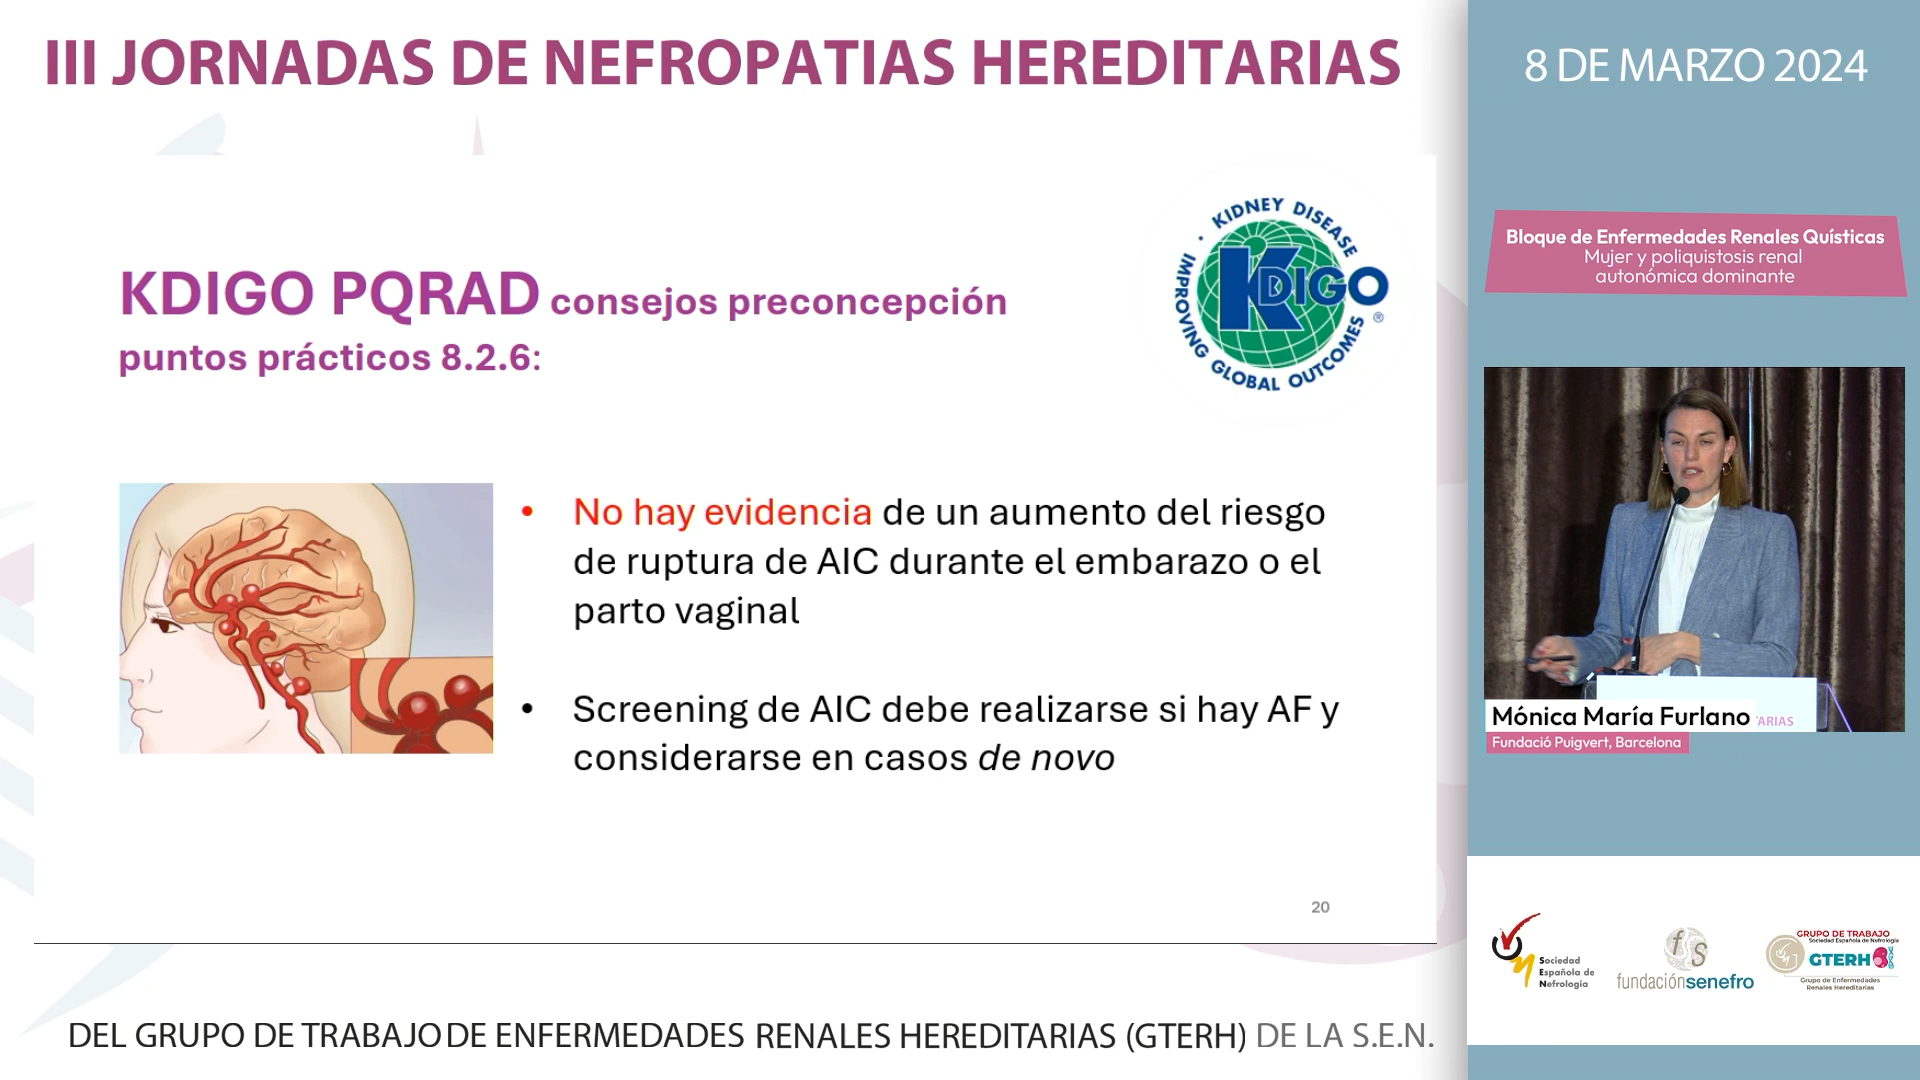 III JORNADAS DE NEFROPATIAS HEREDITARIAS
8 DE MARZO 2024
KDIGO PQRAD consejos preconcepción
puntos prácticos 8.2.6:
· KIDNEY DISEASE
IMPROVING GLOBAL OUTCOMES
KDIGO
®
• No hay evidencia de un aumento del riesgo
de ruptura de AIC durante el embarazo o el
parto vaginal
• Screening de AIC debe realizarse si hay AF y
considerarse en casos de novo
20
Bloque de Enfermedades Renales Quísticas
Mujer y poliquistosis renal
autonómica dominante
Mónica María Furlano
TARIAS
Fundació Puigvert, Barcelona
Sociedad
Española de
Nefrología
fundaciónsenefro
GRUPO DE TRABAJO
Sociedad Española de Nefrología
GTERH
Grupo de Enfermedades
Renales Hereditarias
DEL GRUPO DE TRABAJO DE ENFERMEDADES RENALES HEREDITARIAS (GTERH) DE LA S.E.N.